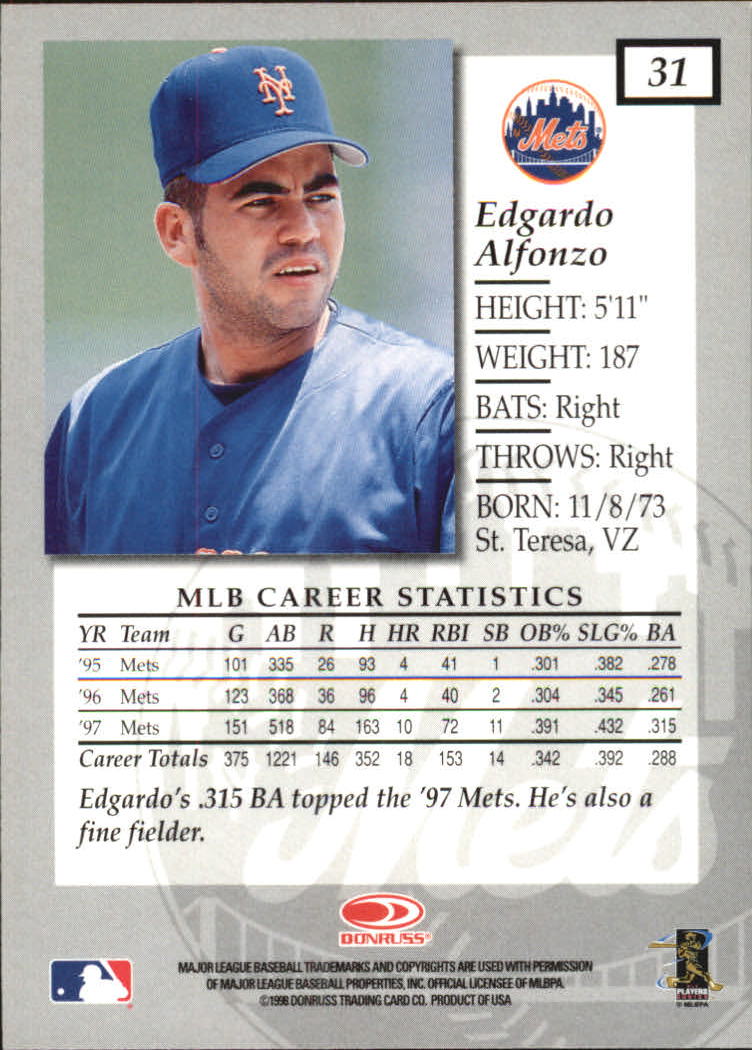 31
NY
Mets
Edgardo
Alfonzo
HEIGHT: 5'11"
WEIGHT: 187
BATS: Right
THROWS: Right
BORN: 11/8/73
St. Teresa, VZ
MLB CAREER STATISTICS
YR Team G AB R H HR RBI SB OB% SLG% BA
'95 Mets 101 335 26 93 4 41 1 .301 .382 .278
'96 Mets 123 368 36 96 4 40 2 .304 .345 .261
'97 Mets 151 518 84 163 10 72 11 .391 .432 .315
Career Totals 375 1221 146 352 18 153 14 .342 .392 .288
Edgardo's .315 BA topped the '97 Mets. He's also a
fine fielder.
Mets
DONRUSS®
MAJOR LEAGUE BASEBALL TRADEMARKS AND COPYRIGHTS ARE USED WITH PERMISSION
OF MAJOR LEAGUE BASEBALL PROPERTIES, INC. OFFICIAL LICENSEE OF MLBPA.
©1998 DONRUSS TRADING CARD CO. PRODUCT OF USA
PLAYERS
CHOICE
© MLBPA